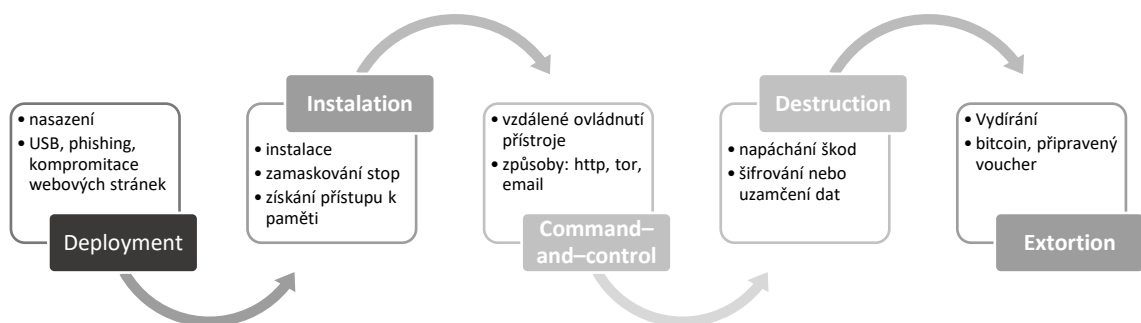 • nasazení
• USB, phishing,
kompromitace
webových stránek
Deployment
Instalation
• instalace
• zamaskování stop
• získání přístupu k
paměti
• vzdálené ovládnutí
přístroje
• způsoby: http, tor,
email
Command–
and–control
Destruction
• napáchání škod
• šifrování nebo
uzamčení dat
• Vydírání
• bitcoin, připravený
voucher
Extortion